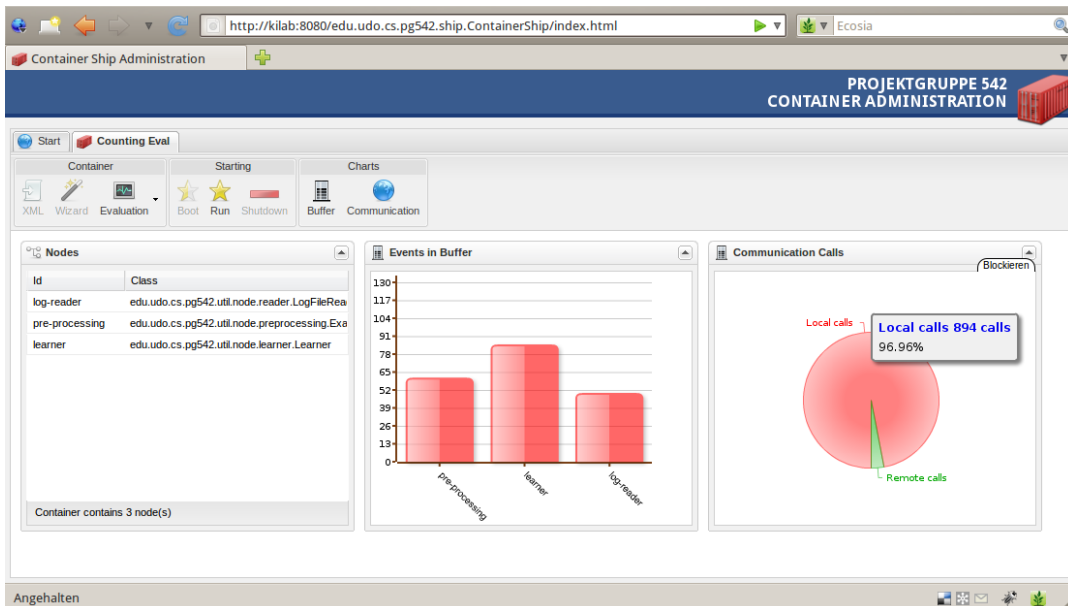 http://kilab:8080/edu.udo.cs.pg542.ship.ContainerShip/index.html
Ecosia
Container Ship Administration
PROJEKTGRUPPE 542
CONTAINER ADMINISTRATION
Start
Counting Eval
Container
Starting
Charts
XML
Wizard
Evaluation
Boot
Run
Shutdown
Buffer
Communication
Nodes
Id
Class
log-reader
edu.udo.cs.pg542.util.node.reader.LogFileRea
pre-processing
edu.udo.cs.pg542.util.node.preprocessing.Exa
learner
edu.udo.cs.pg542.util.node.learner.Learner
Container contains 3 node(s)
Events in Buffer
130
117
104
91
78
65
52
39
26
13
0
pre-processing
learner
log-reader
Communication Calls
Blockieren
Local calls
Local calls 894 calls
96.96%
Remote calls
Angehalten